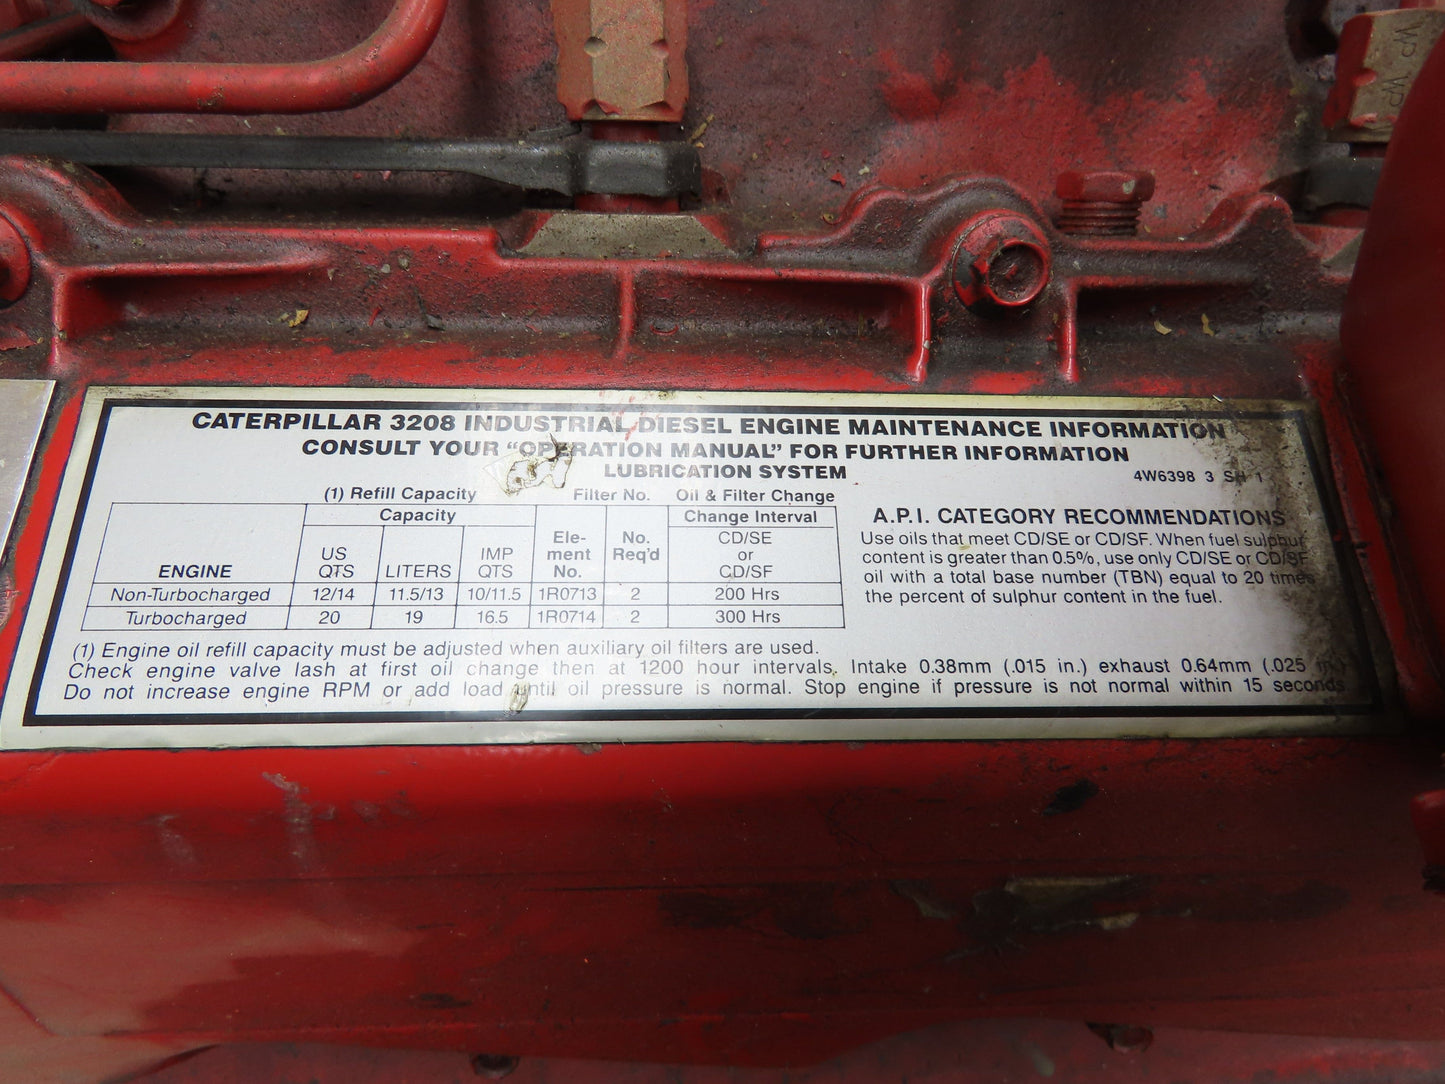 CATERPILLAR 3208 INDUSTRIAL DIESEL ENGINE MAINTENANCE INFORMATION
CONSULT YOUR “OPERATION MANUAL” FOR FURTHER INFORMATION
LUBRICATION SYSTEM
4W6398 3 SH 1
(1) Refill Capacity Filter No. Oil & Filter Change
Capacity Ele- No. Change Interval
ment Req'd CD/SE
US IMP or
ENGINE QTS LITERS QTS No. CD/SF
Non-Turbocharged 12/14 11.5/13 10/11.5 1R0713 2 200 Hrs
Turbocharged 20 19 16.5 1R0714 2 300 Hrs
A.P.I. CATEGORY RECOMMENDATIONS
Use oils that meet CD/SE or CD/SF. When fuel sulphur
content is greater than 0.5%, use only CD/SE or CD/SF
oil with a total base number (TBN) equal to 20 times
the percent of sulphur content in the fuel.
(1) Engine oil refill capacity must be adjusted when auxiliary oil filters are used.
Check engine valve lash at first oil change then at 1200 hour intervals. Intake 0.38mm (.015 in.) exhaust 0.64mm (.025 in.)
Do not increase engine RPM or add load until oil pressure is normal. Stop engine if pressure is not normal within 15 seconds
WP WP